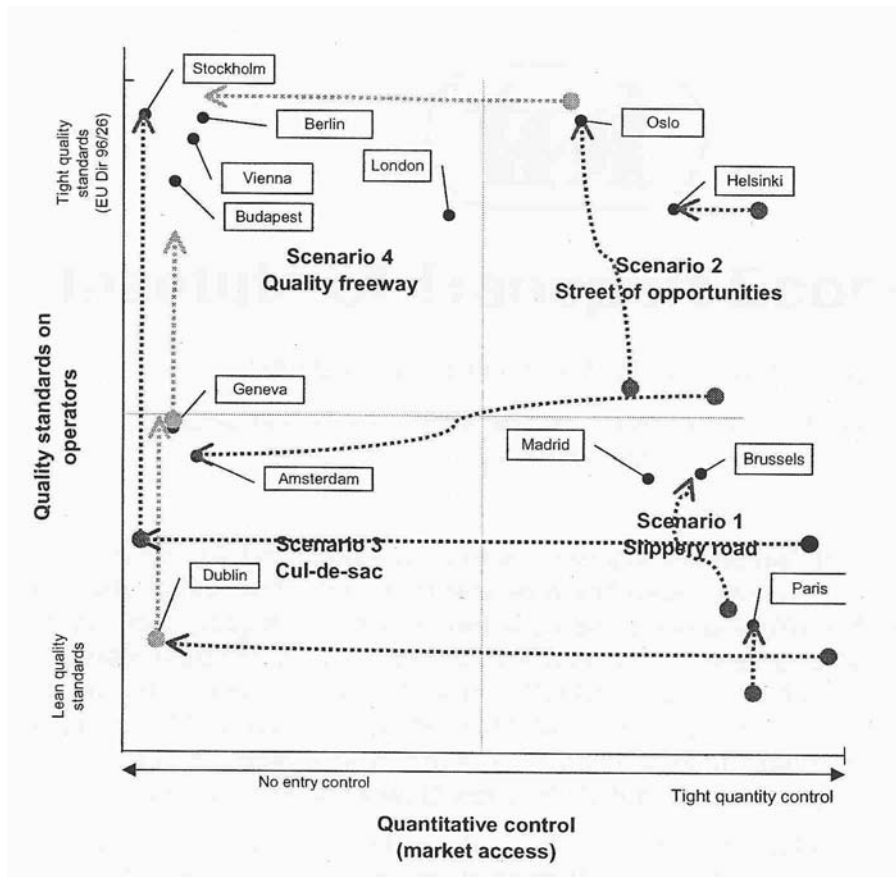 Stockholm
Berlin
Oslo
Vienna
London
Helsinki
Budapest
Tight quality
standards
(EU Dir 96/26)
Scenario 4
Quality freeway
Scenario 2
Street of opportunities
Geneva
Quality standards on
operators
Amsterdam
Madrid
Brussels
Scenario 3
Cul-de-sac
Scenario 1
Slippery road
Dublin
Paris
Lean quality
standards
No entry control
Tight quantity control
Quantitative control
(market access)